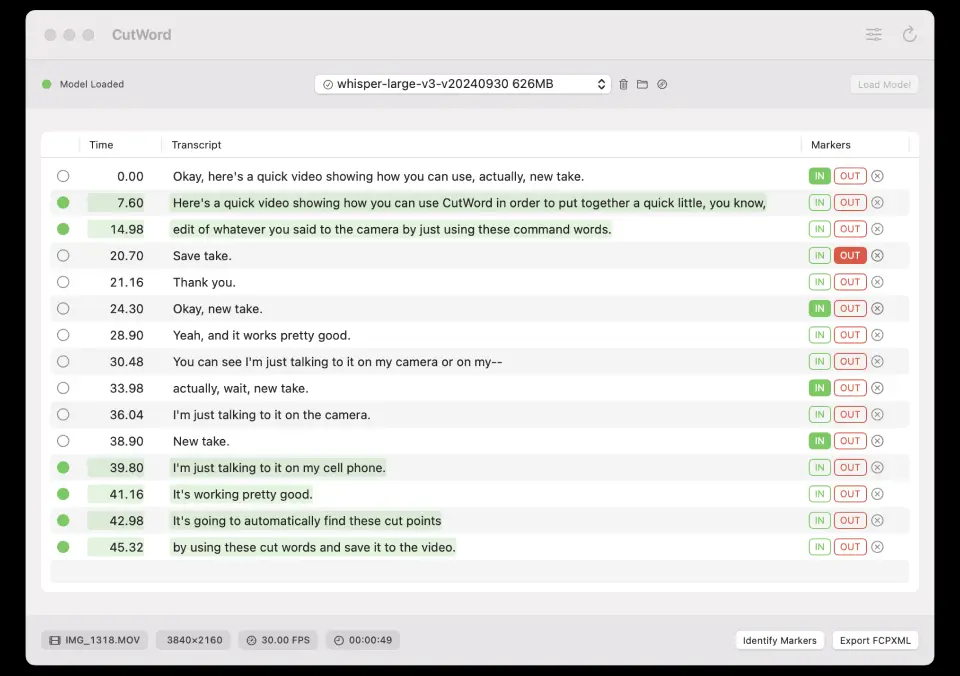 CutWord
Model Loaded
whisper-large-v3-v20240930 626MB
Load Model
Time Transcript Markers
0.00 Okay, here's a quick video showing how you can use, actually, new take. IN OUT
7.60 Here's a quick video showing how you can use CutWord in order to put together a quick little, you know, IN OUT
14.98 edit of whatever you said to the camera by just using these command words. IN OUT
20.70 Save take. IN OUT
21.16 Thank you. IN OUT
24.30 Okay, new take. IN OUT
28.90 Yeah, and it works pretty good. IN OUT
30.48 You can see I'm just talking to it on my camera or on my-- IN OUT
33.98 actually, wait, new take. IN OUT
36.04 I'm just talking to it on the camera. IN OUT
38.90 New take. IN OUT
39.80 I'm just talking to it on my cell phone. IN OUT
41.16 It's working pretty good. IN OUT
42.98 It's going to automatically find these cut points IN OUT
45.32 by using these cut words and save it to the video. IN OUT
IMG_1318.MOV 3840×2160 30.00 FPS 00:00:49 Identify Markers Export FCPXML